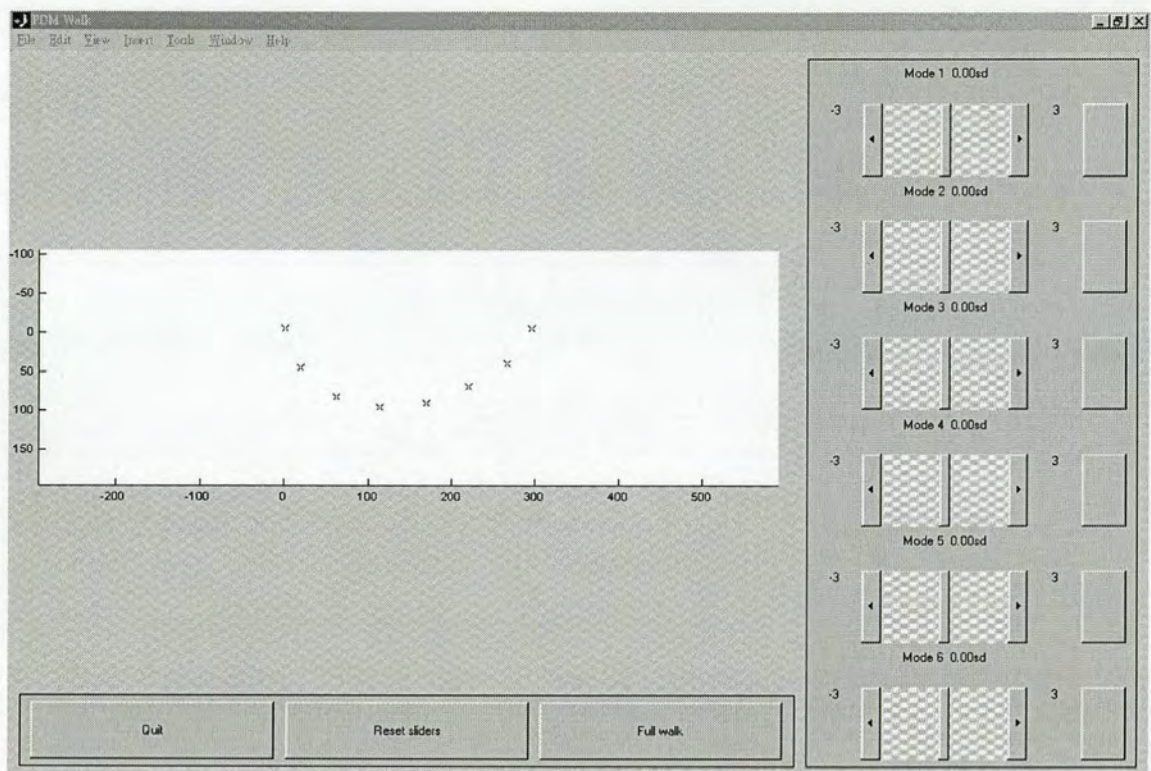 PDM Walk
File Edit View Insert Tools Window Help
-100
-50
0
50
100
150
-200 -100 0 100 200 300 400 500
Mode 1 0.00sd
-3 3
Mode 2 0.00sd
-3 3
Mode 3 0.00sd
-3 3
Mode 4 0.00sd
-3 3
Mode 5 0.00sd
-3 3
Mode 6 0.00sd
-3 3
Quit Reset sliders Full walk